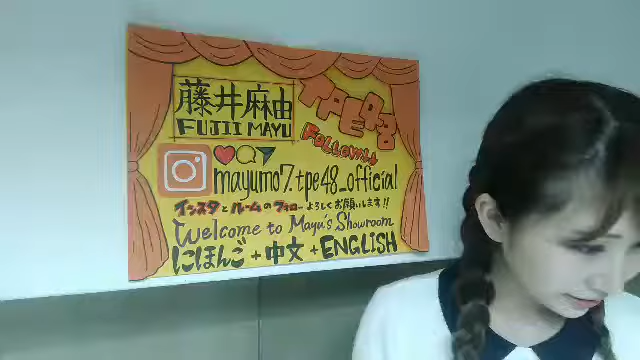 藤井麻由
FUJII MAYU
TPE48
FOLLOW ME
mayumo7.tpe48_official
インスタとルームのフォローよろしくお願いします!!
Welcome to Mayu's Showroom
にほんご+中文+ENGLISH